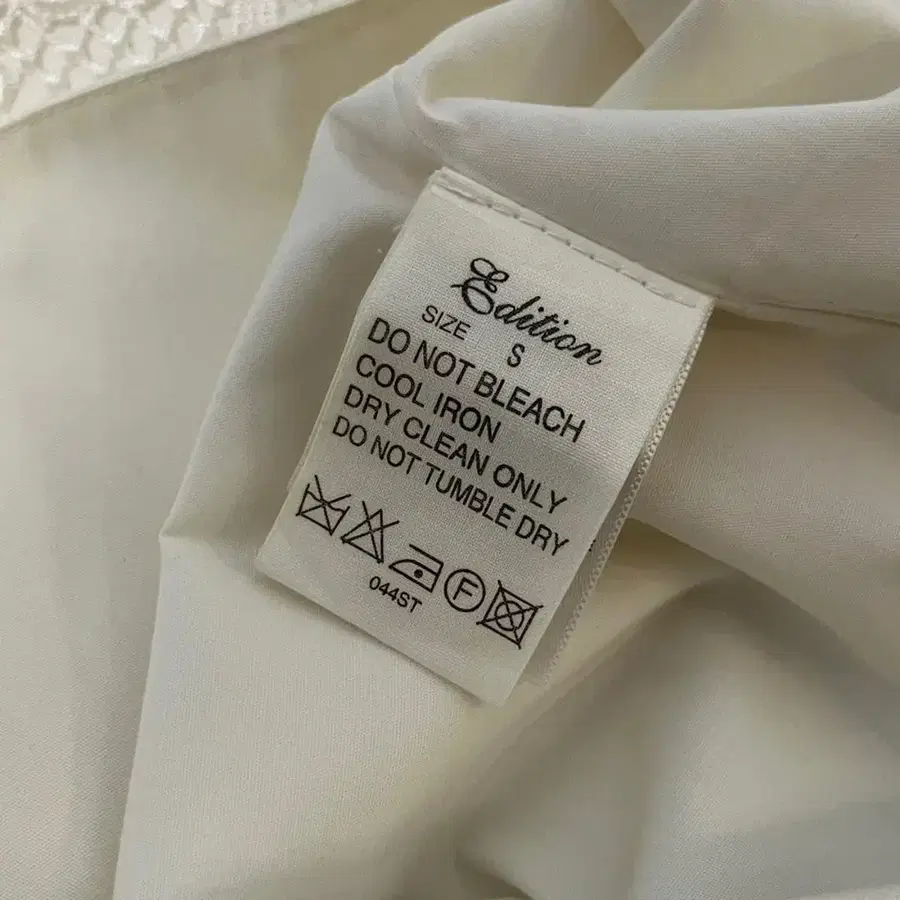 Edition
SIZE S
DO NOT BLEACH
COOL IRON
DRY CLEAN ONLY
DO NOT TUMBLE DRY
F
044ST